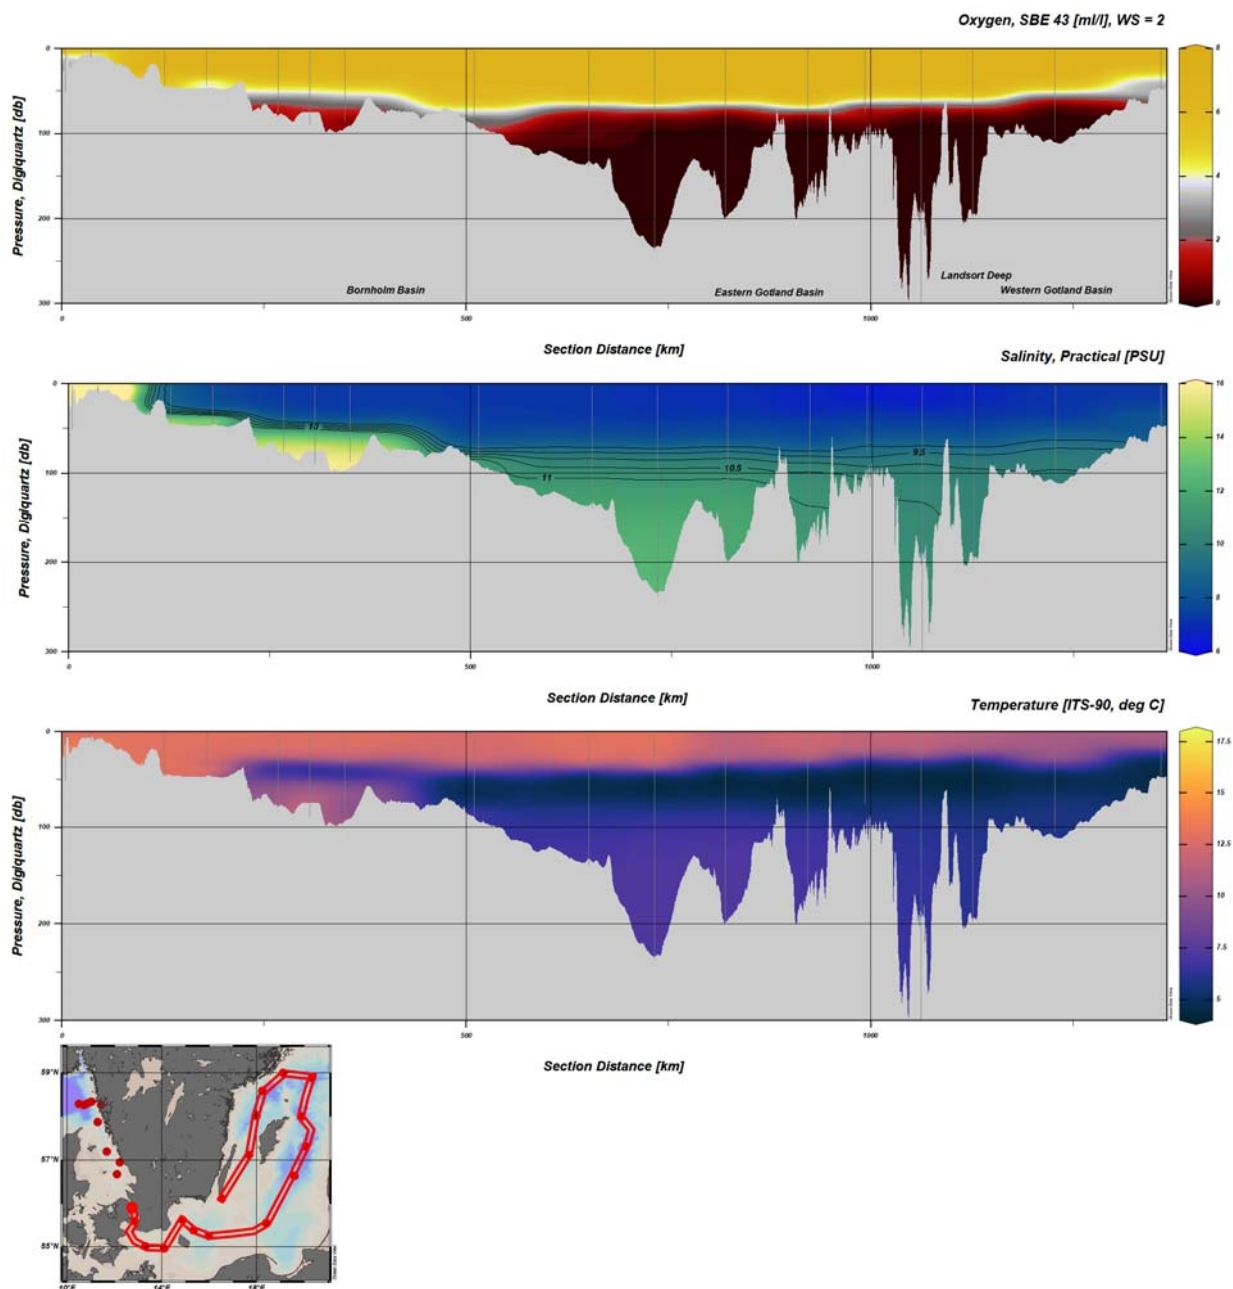 Oxygen, SBE 43 [ml/l], WS = 2
Pressure, Digiquartz [db]
0
100
200
300
8
6
4
2
0
Landsort Deep
Bornholm Basin
Eastern Gotland Basin
Western Gotland Basin
0
500
1000
Section Distance [km]
Salinity, Practical [PSU]
Pressure, Digiquartz [db]
0
100
200
300
16
14
12
10
8
6
10
9.5
10.5
11
0
500
1000
Section Distance [km]
Temperature [ITS-90, deg C]
Pressure, Digiquartz [db]
0
100
200
300
17.5
15
12.5
10
7.5
5
0
500
1000
Section Distance [km]
59°N
57°N
55°N